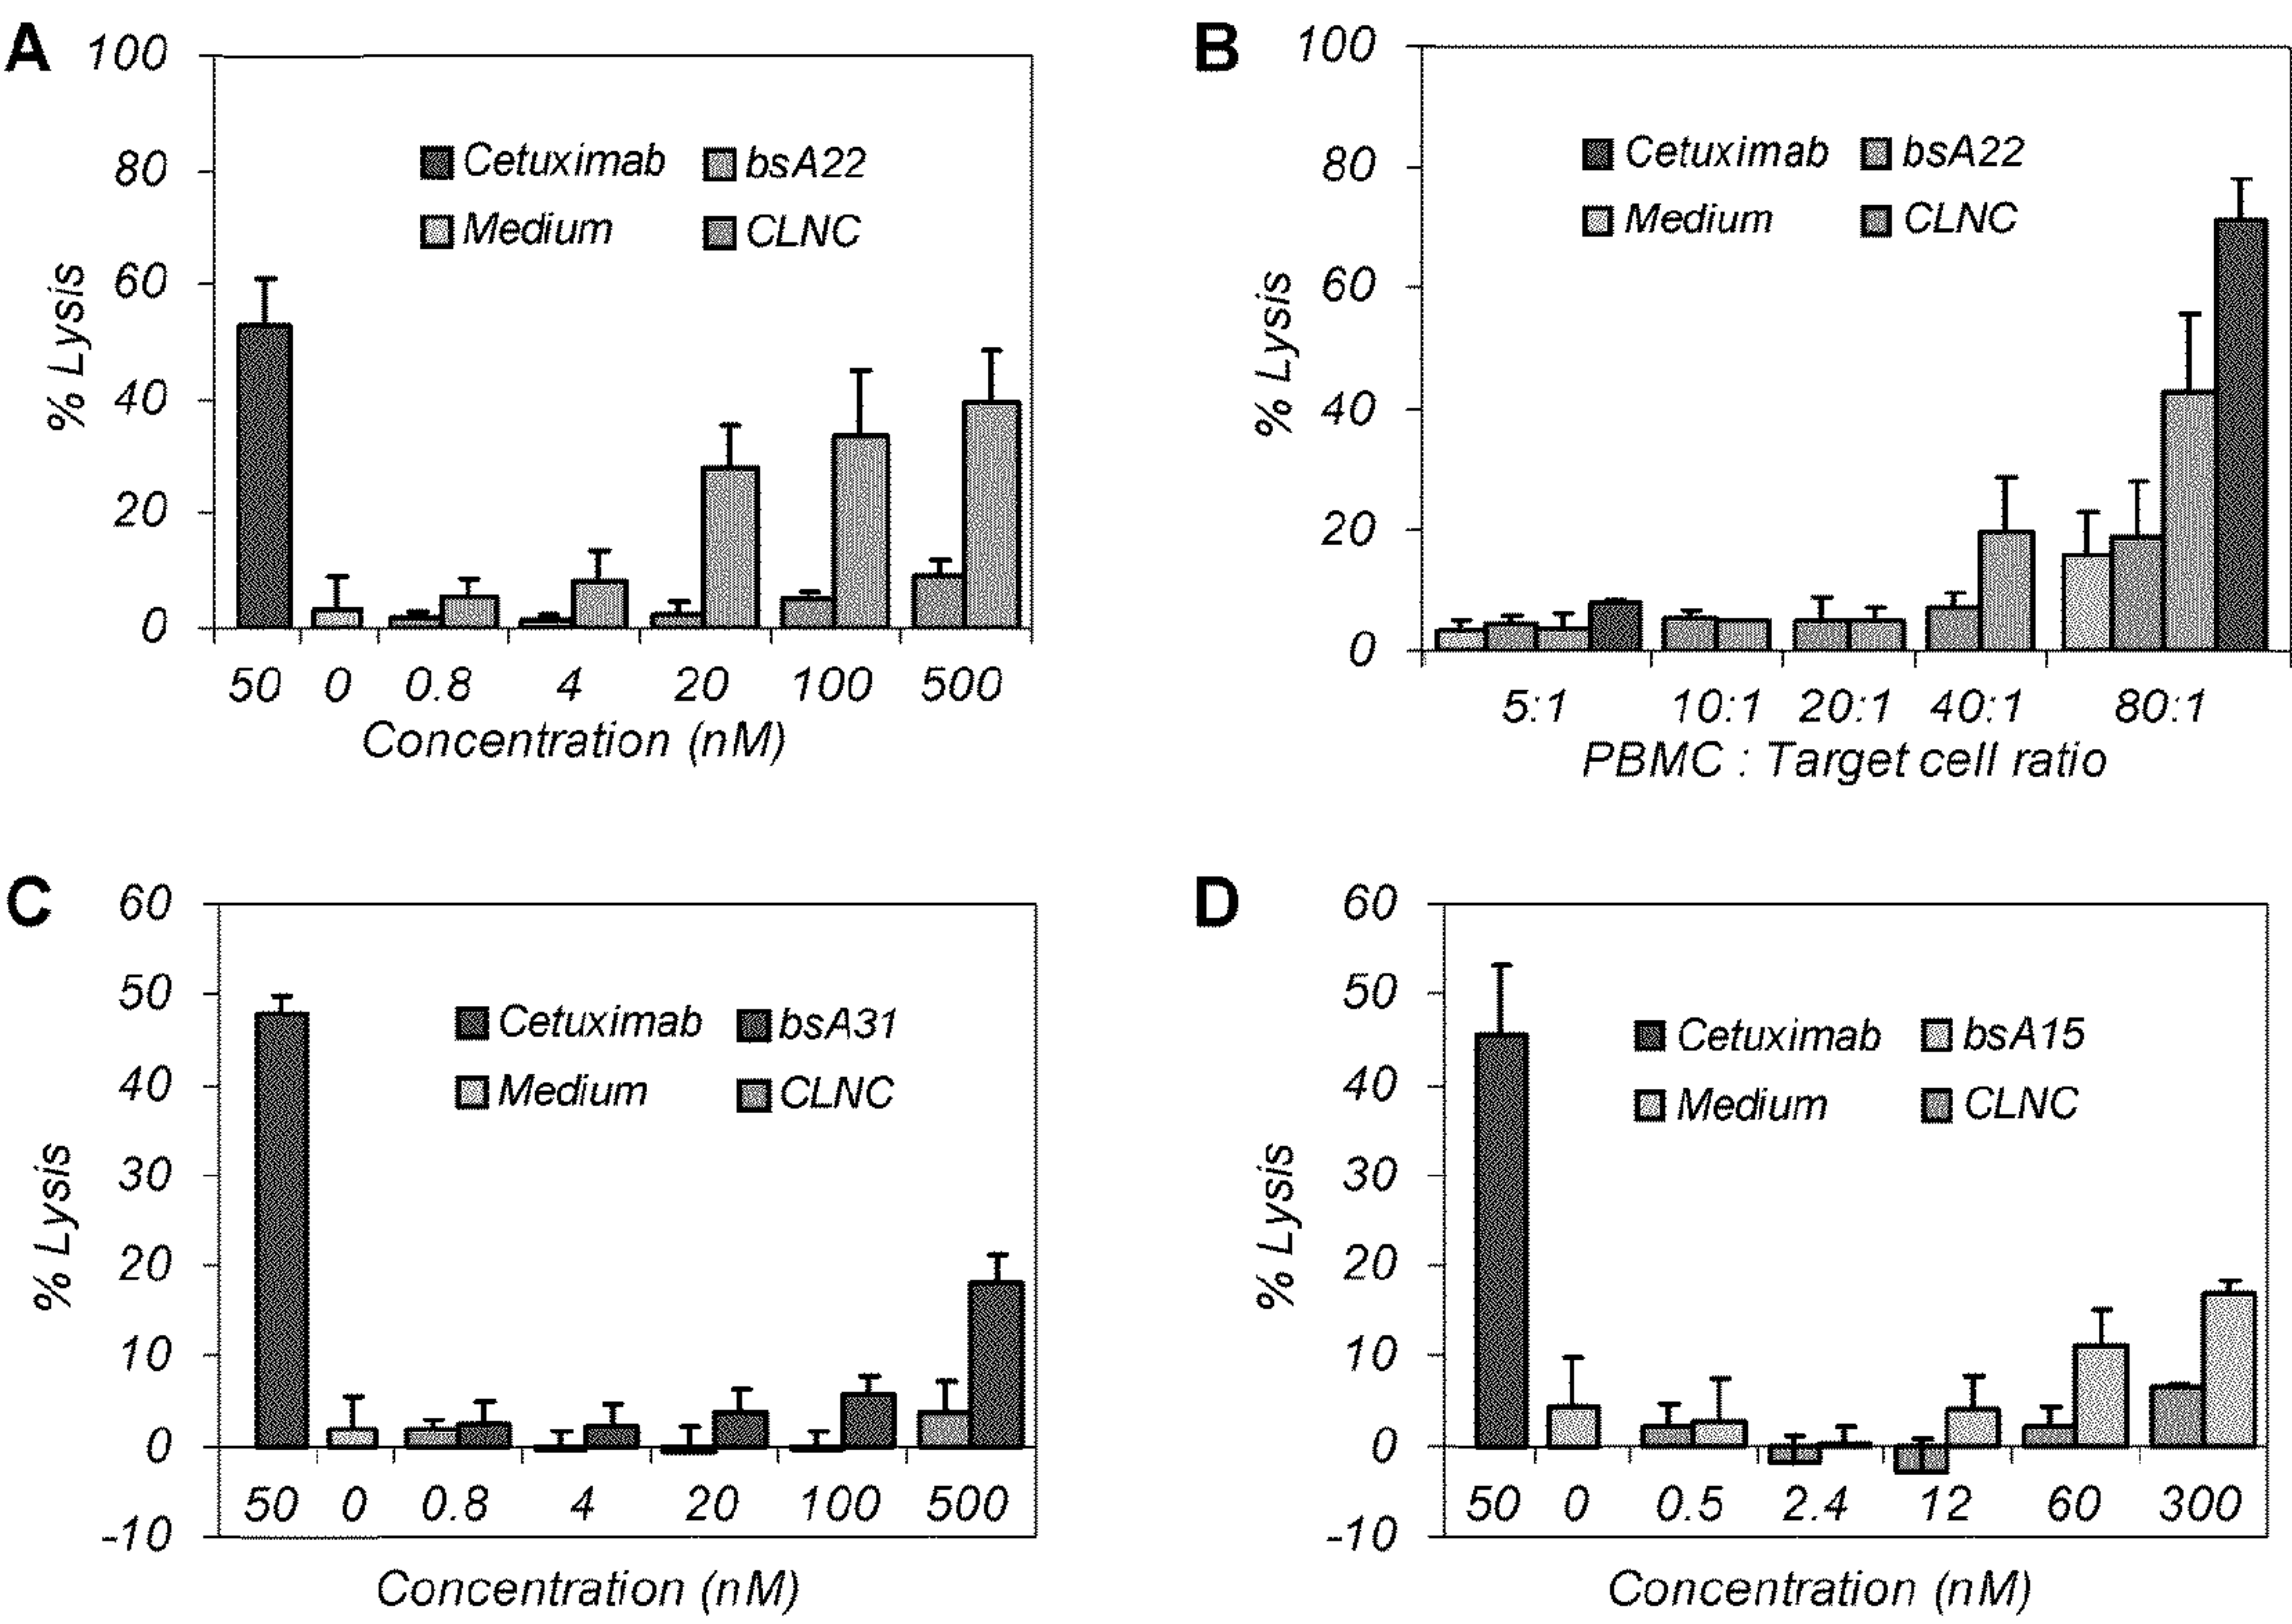 A
100
80
60
40
20
0
% Lysis
Cetuximab bsA22
Medium CLNC
50 0 0.8 4 20 100 500
Concentration (nM)
B
100
80
60
40
20
0
% Lysis
Cetuximab bsA22
Medium CLNC
5:1 10:1 20:1 40:1 80:1
PBMC : Target cell ratio
C
60
50
40
30
20
10
0
-10
% Lysis
Cetuximab bsA31
Medium CLNC
50 0 0.8 4 20 100 500
Concentration (nM)
D
60
50
40
30
20
10
0
-10
% Lysis
Cetuximab bsA15
Medium CLNC
50 0 0.5 2.4 12 60 300
Concentration (nM)